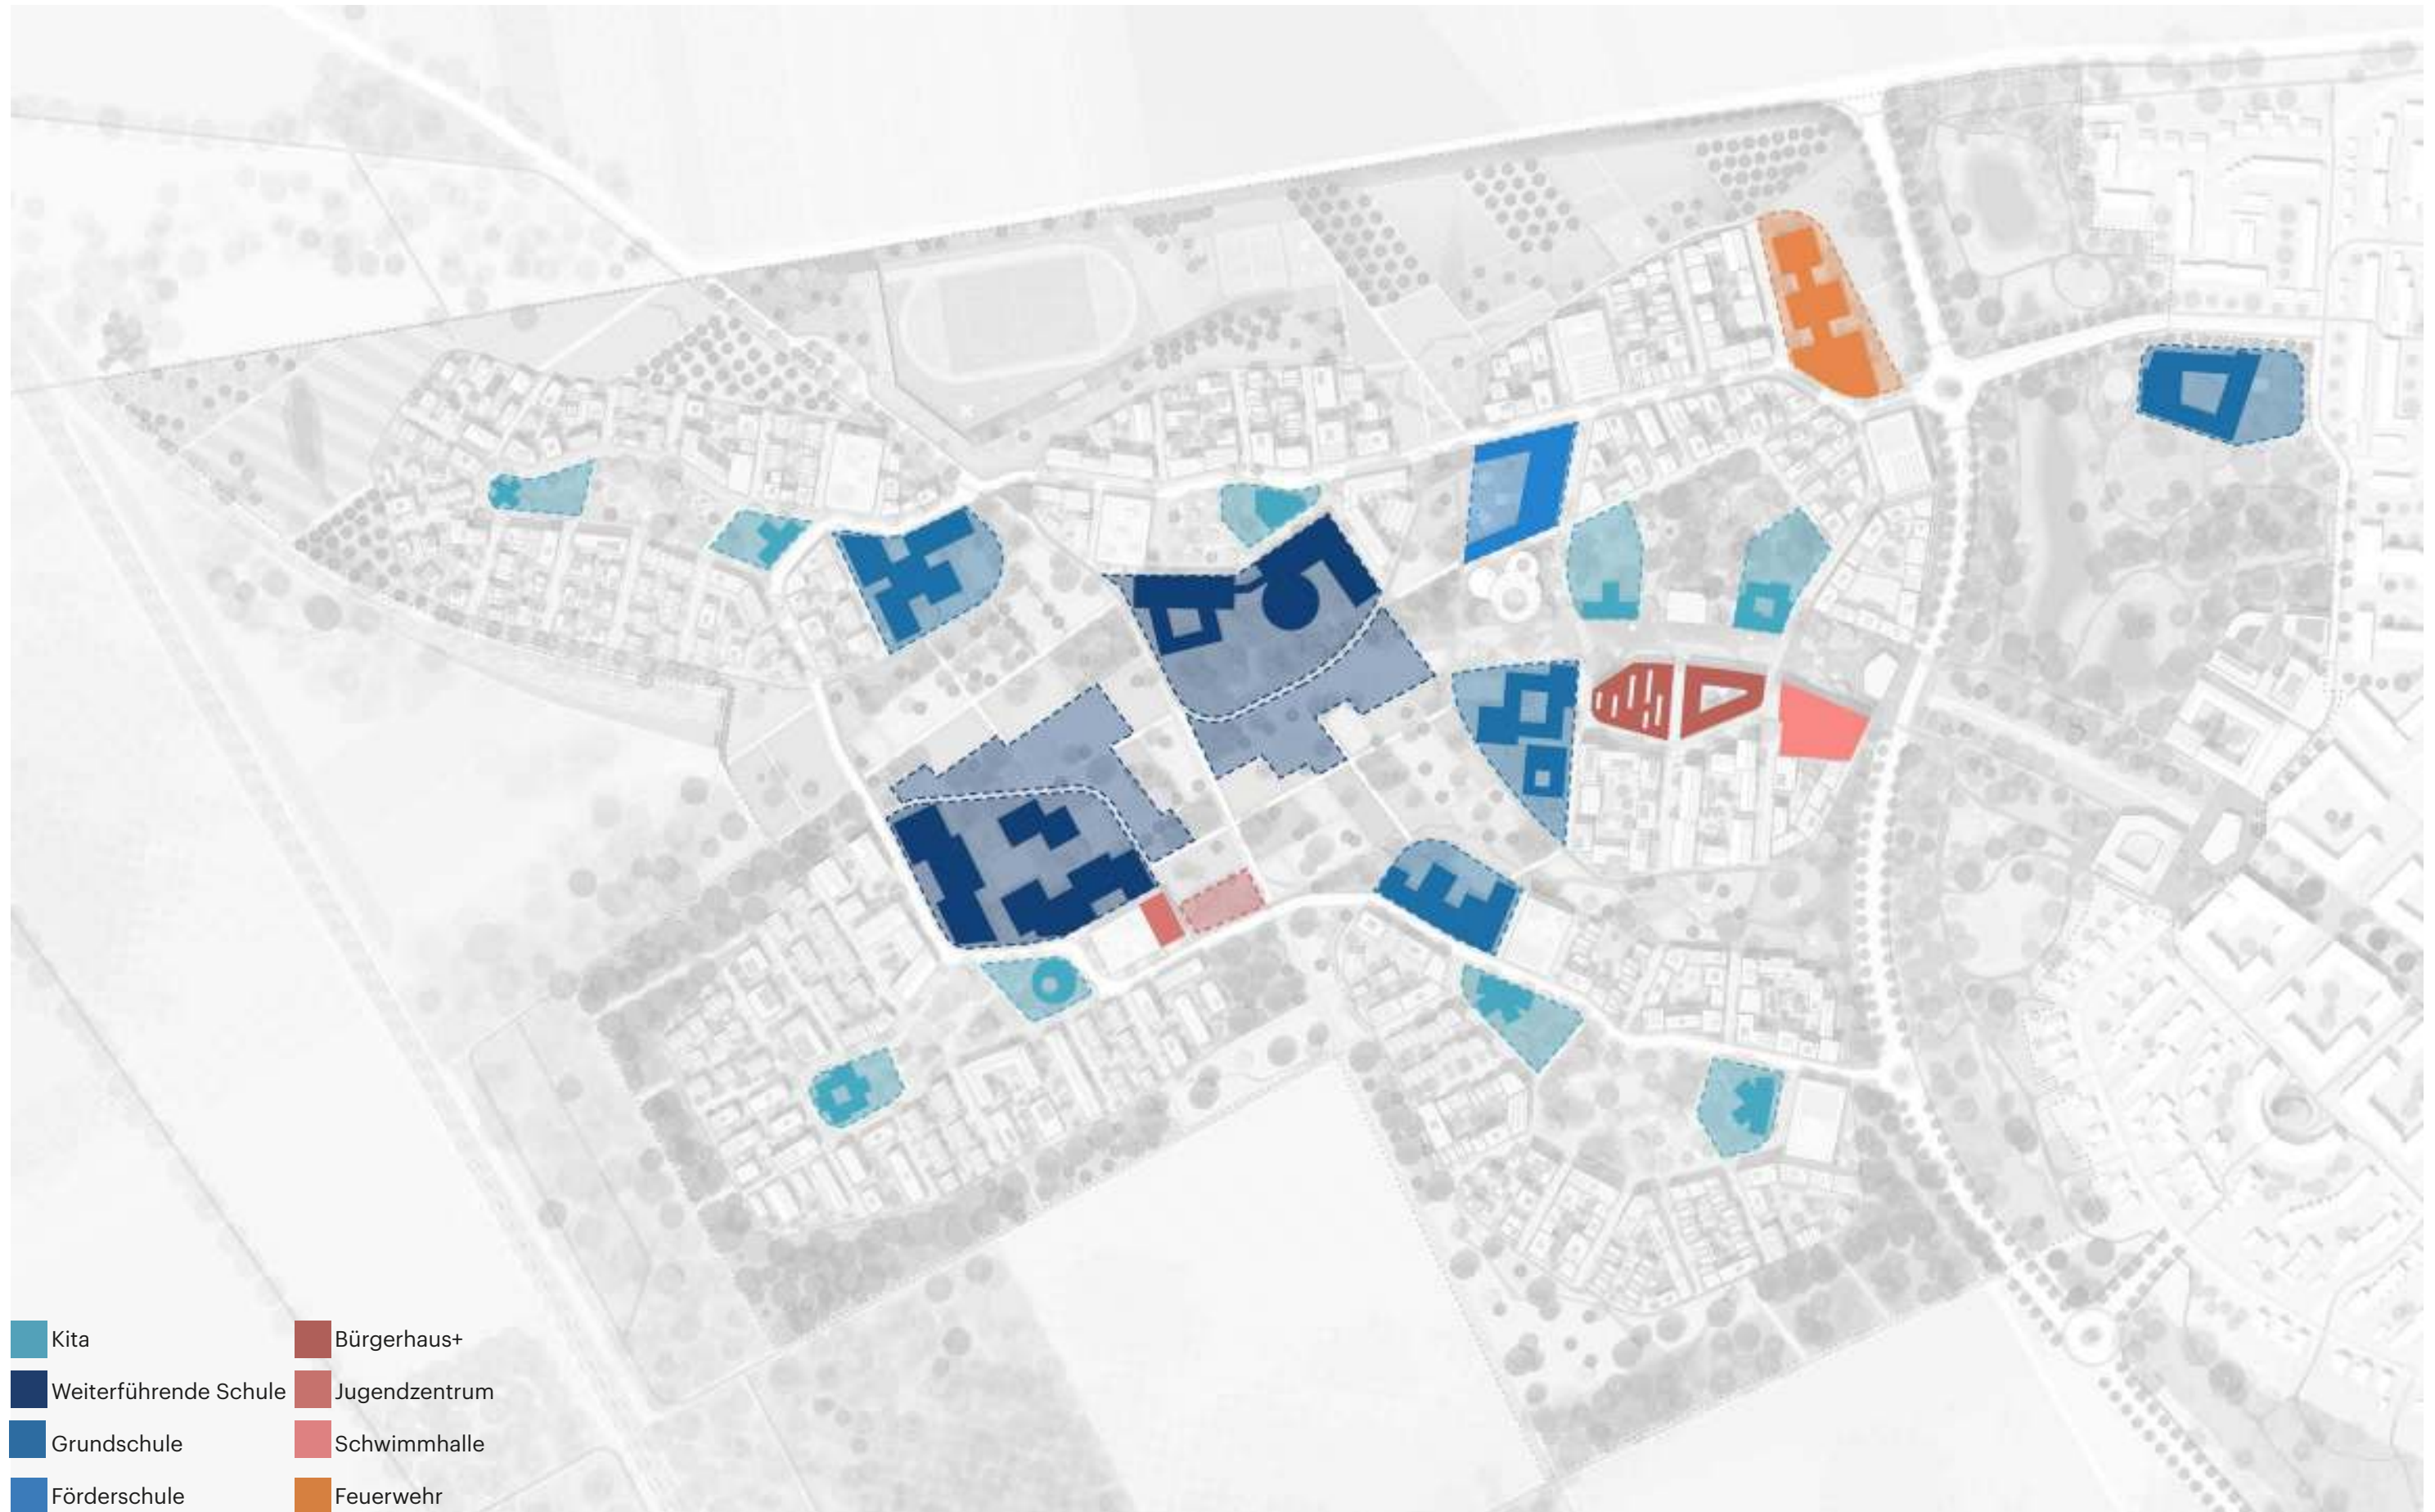 Kita
Weiterführende Schule
Grundschule
Förderschule
Bürgerhaus+
Jugendzentrum
Schwimmhalle
Feuerwehr